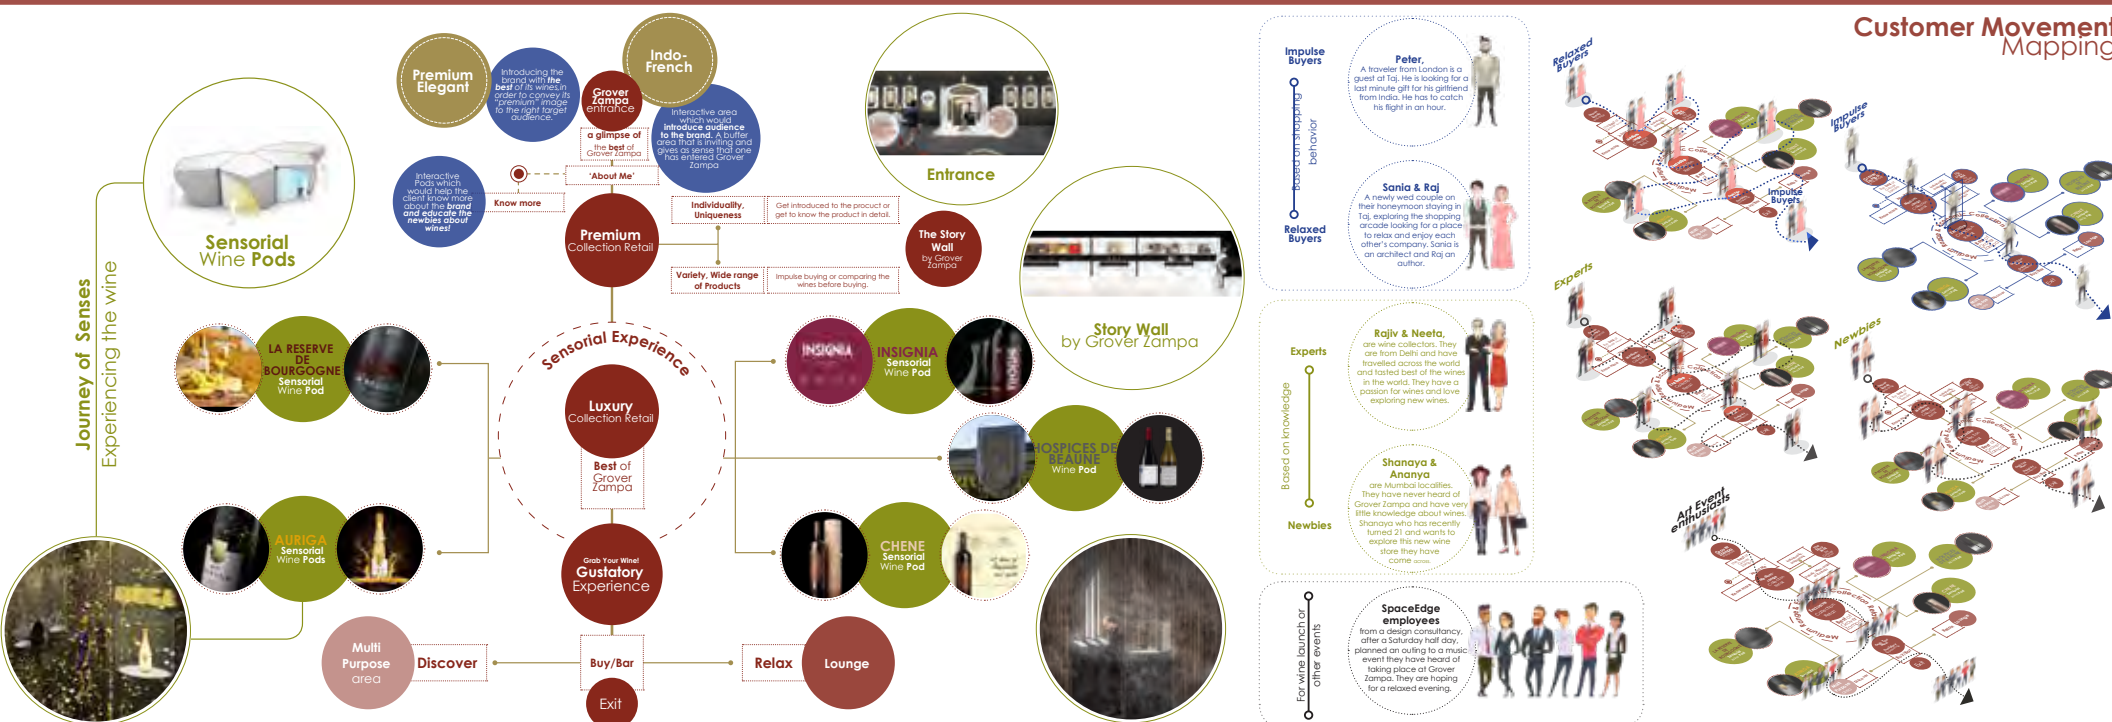 Customer Movement
Mapping
Premium
Elegant
Introducing the
brand with the
best of its wines,in
order to convey its
"premium" image
to the right target
audience.
Grover
Zampa
entrance
Indo-
French
Interactive area
which would
introduce audience
to the brand. A buffer
area that is inviting and
gives as sense that one
has entered Grover
Zampa
a glimpse of
the best of
Grover Zampa
'About Me'
Know more
Interactive
Pods which
would help the
client know more
about the brand
and educate the
newbies about
wines!
Premium
Collection Retail
Individuality,
Uniqueness
Get introduced to the procuct or
get to know the product in detail.
Variety, Wide range
of Products
Impulse buying or comparing the
wines before buying.
The Story
Wall
by Grover
Zampa
Entrance
Story Wall
by Grover Zampa
Sensorial
Wine Pods
Journey of Senses
Experiencing the wine
LA RESERVE
DE
BOURGOGNE
Sensorial
Wine Pod
AURIGA
Sensorial
Wine Pods
Sensorial Experience
Luxury
Collection Retail
Best of
Grover
Zampa
Grab Your Wine!
Gustatory
Experience
INSIGNIA
INSIGNIA
Sensorial
Wine Pod
HOSPICES DE
BEAUNE
Wine Pod
CHENE
Sensorial
Wine Pod
Multi
Purpose
area
Discover
Buy/Bar
Relax
Lounge
Exit
Impulse
Buyers
Based on shopping
behavior
Relaxed
Buyers
Peter,
A traveler from London is a
guest at Taj. He is looking for a
last minute gift for his girlfriend
from India. He has to catch
his flight in an hour.
Sania & Raj
A newly wed couple on
their honeymoon staying in
Taj, exploring the shopping
arcade looking for a place
to relax and enjoy each
other's company. Sania is
an architect and Raj an
author.
Experts
Based on knowledge
Newbies
Rajiv & Neeta,
are wine collectors. They
are from Delhi and have
travelled across the world
and tasted best of the wines
in the world. They have a
passion for wines and love
exploring new wines.
Shanaya &
Ananya
are Mumbai localities.
They have never heard of
Grover Zampa and have very
little knowledge about wines.
Shanaya who has recently
turned 21 and wants to
explore this new wine
store they have
come across.
For wine launch or
other events
SpaceEdge
employees
from a design consultancy,
after a Saturday half day,
planned an outing to a music
event they have heard of
taking place at Grover
Zampa. They are hoping
for a relaxed evening.
Relaxed
Buyers
Impulse
Buyers
Impulse
Buyers
Experts
Newbies
Art Event
enthusiasts